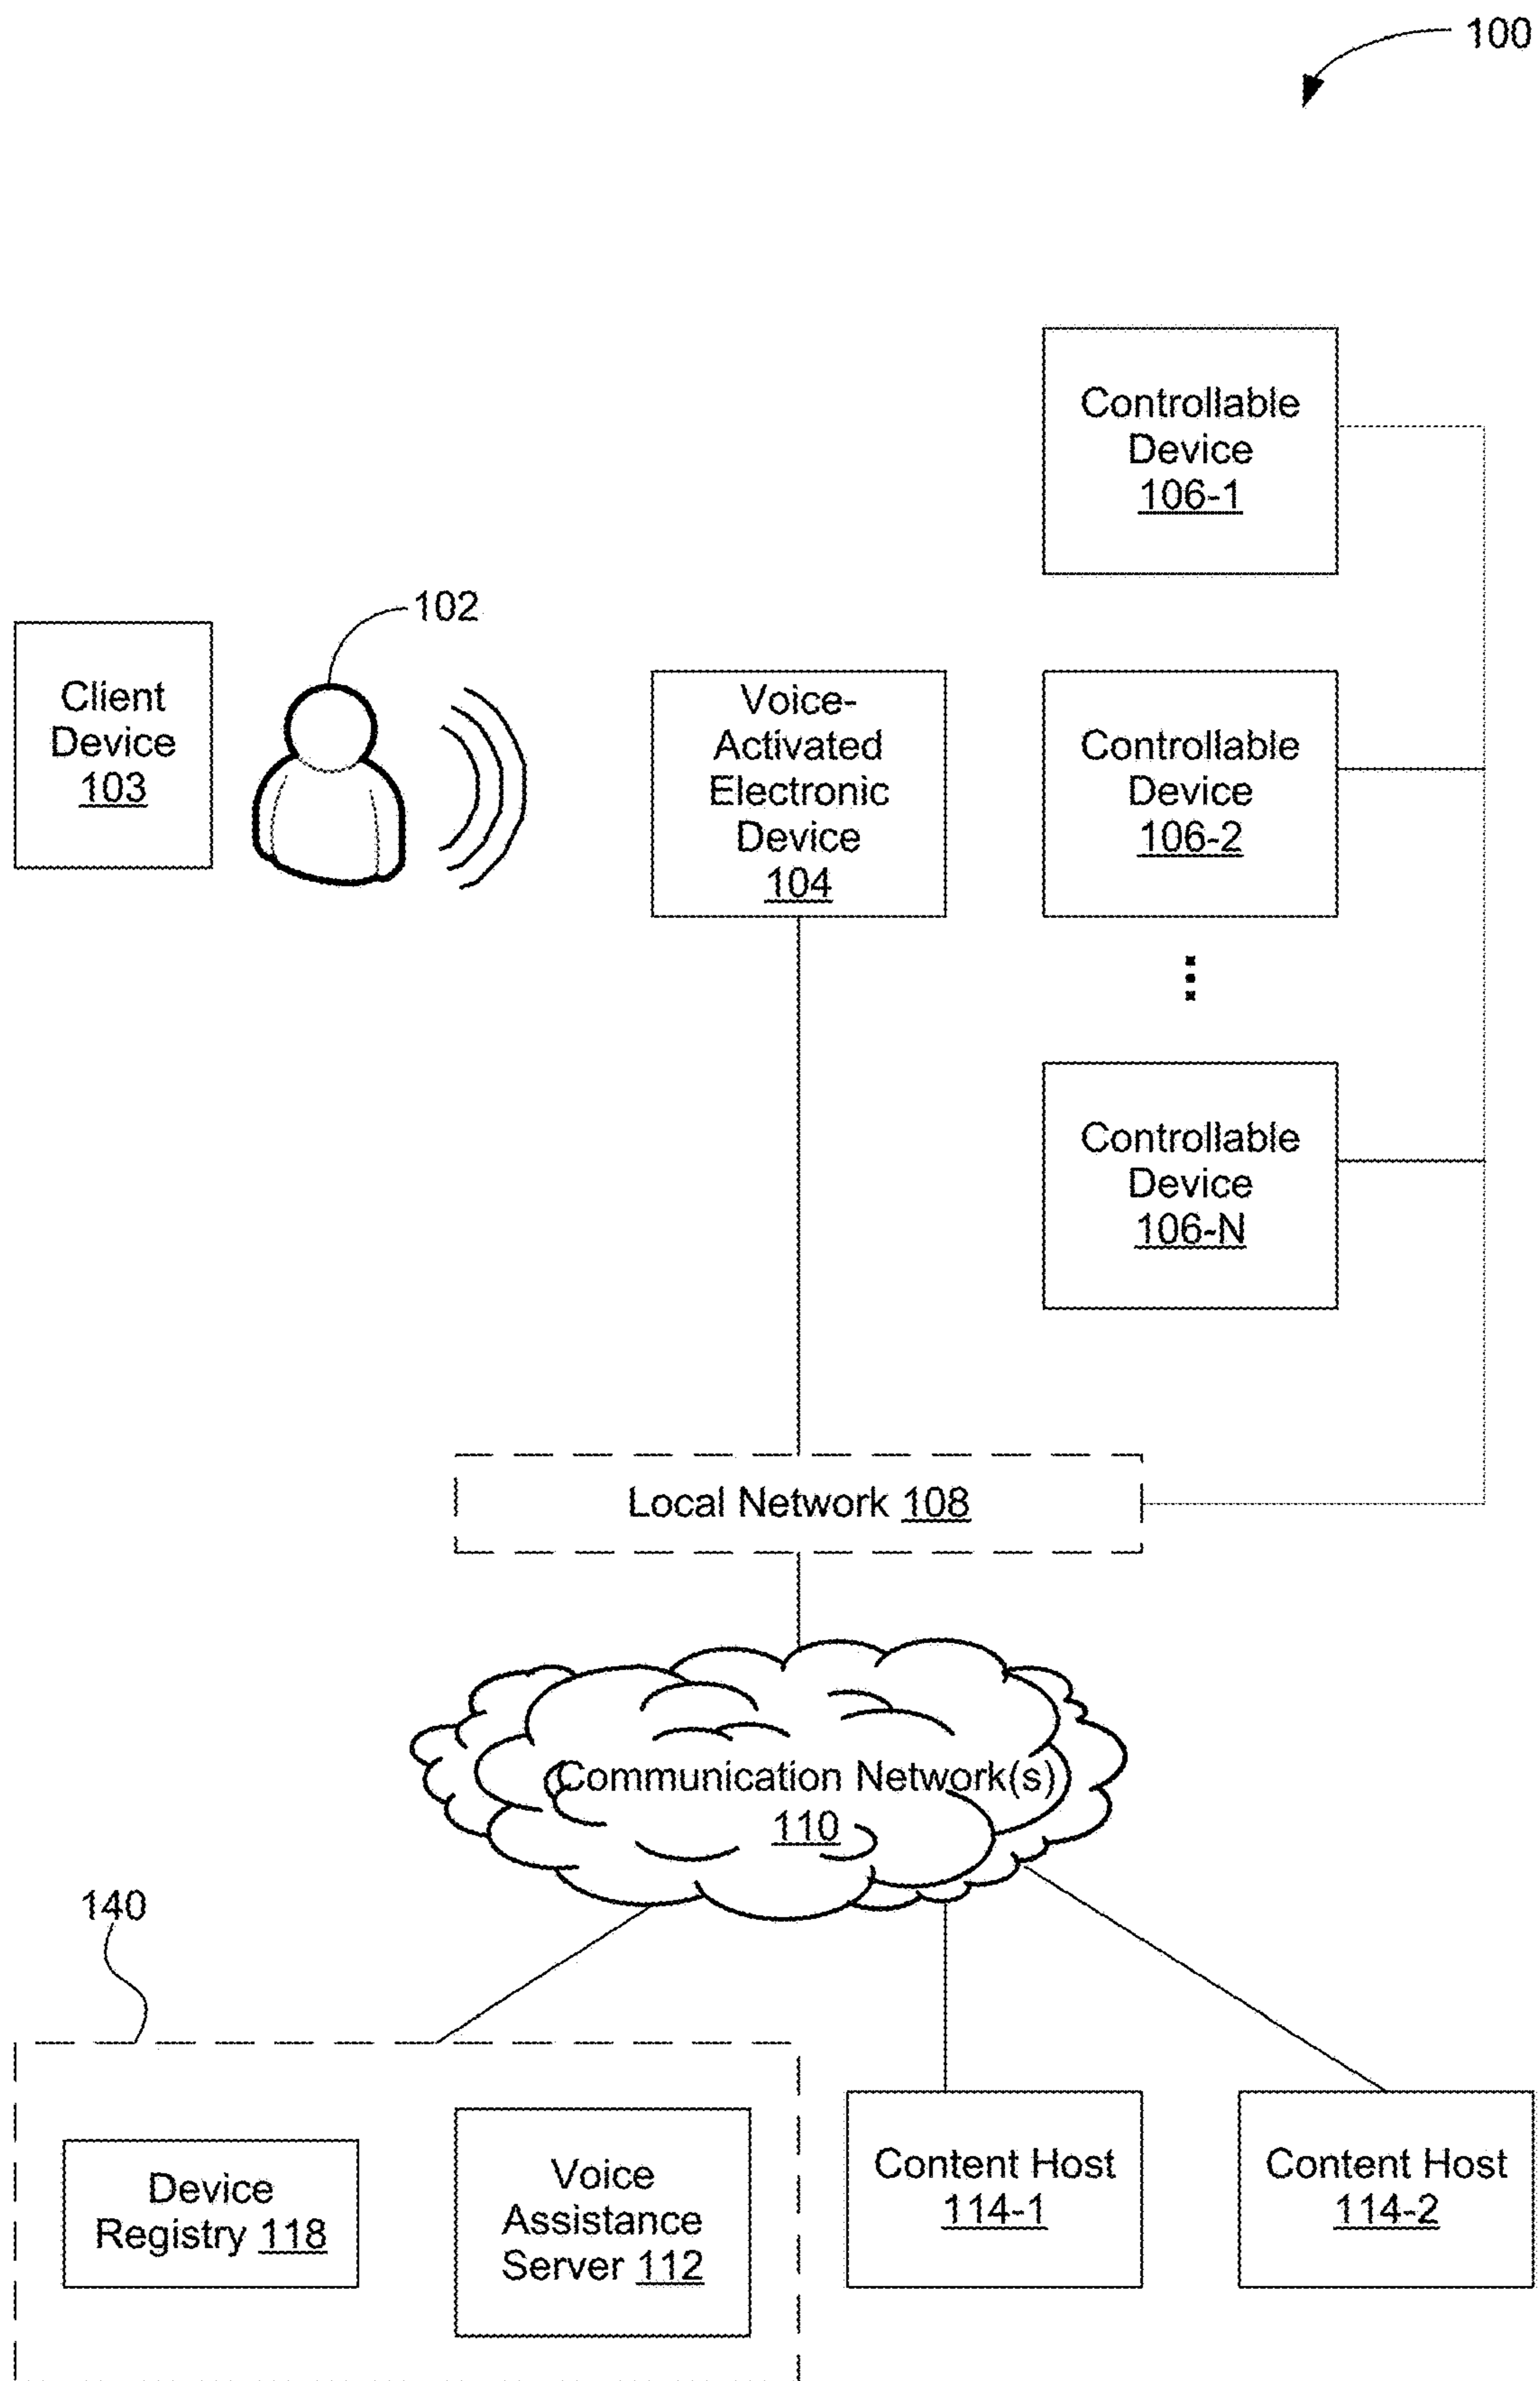 100
Controllable
Device
106-1
102
Client
Device
103
Voice-
Activated
Electronic
Device
104
Controllable
Device
106-2
Controllable
Device
106-N
Local Network 108
Communication Network(s)
110
140
Device
Registry 118
Voice
Assistance
Server 112
Content Host
114-1
Content Host
114-2